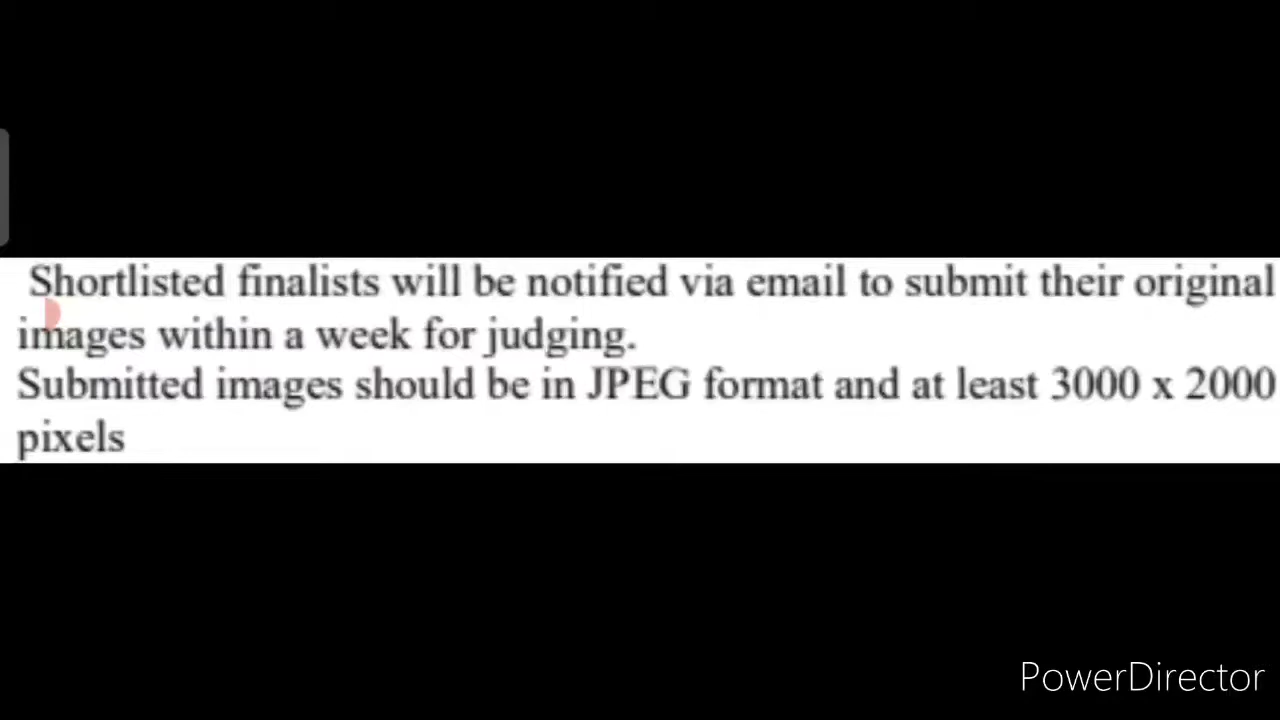 Shortlisted finalists will be notified via email to submit their original
images within a week for judging.
Submitted images should be in JPEG format and at least 3000 x 2000
pixels
PowerDirector